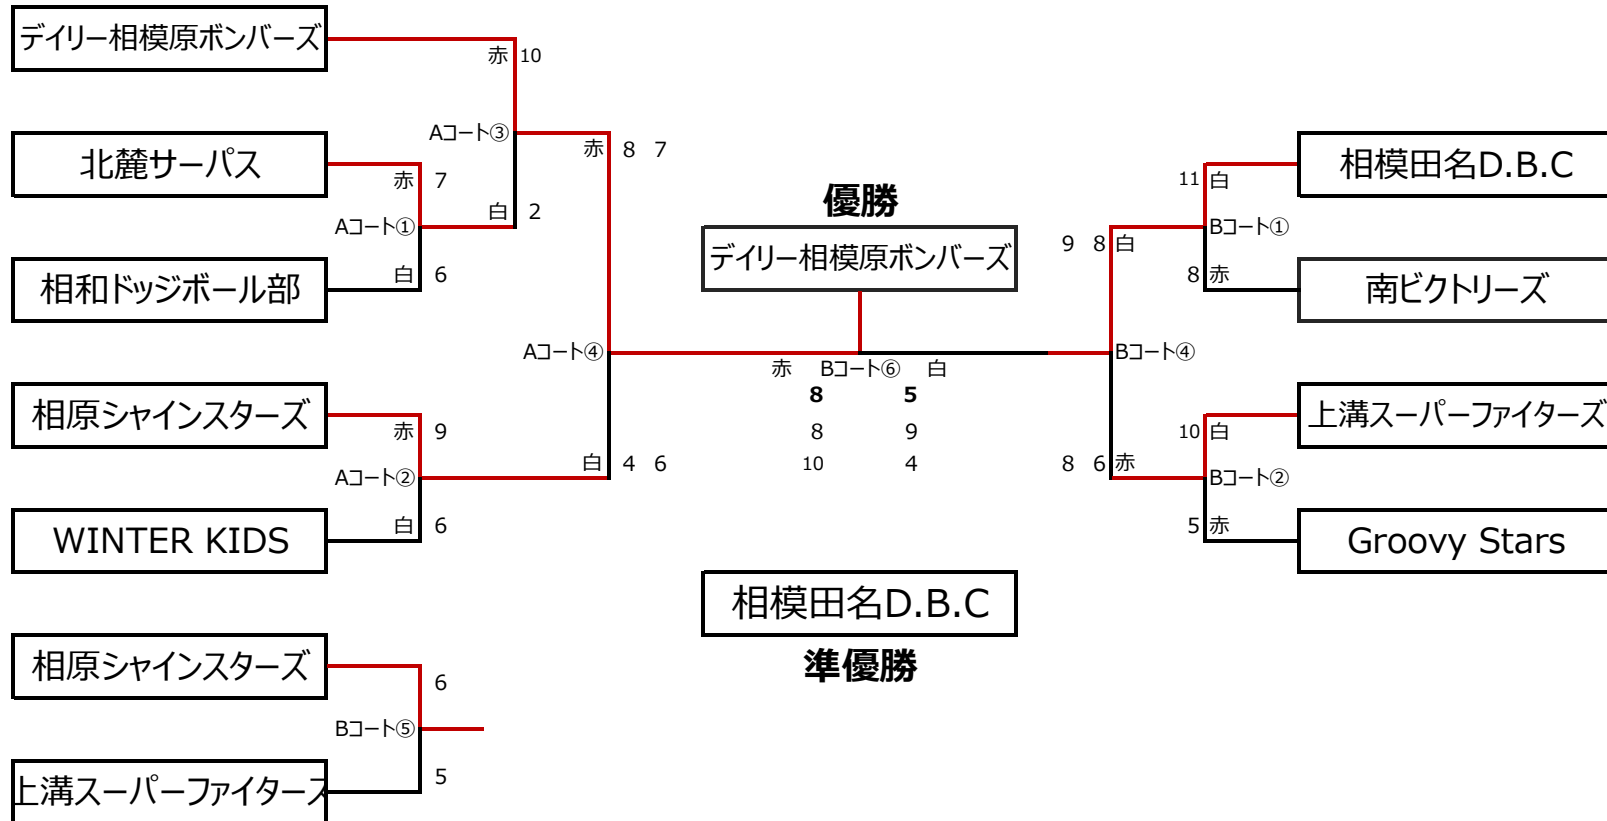 デイリー相模原ボンバーズ
赤 10
Aコート③
北麓サーパス
赤 7
白 2
Aコート①
相和ドッジボール部
白 6
赤 8 7
Aコート④
相原シャインスターズ
赤 9
白 4 6
Aコート②
WINTER KIDS
白 6
優勝
デイリー相模原ボンバーズ
赤 Bコート⑥ 白
8 5
8 9
10 4
相模田名D.B.C
準優勝
相模田名D.B.C
11 白
Bコート①
9 8 白
8 赤
南ビクトリーズ
Bコート④
上溝スーパーファイターズ
10 白
8 6 赤
Bコート②
5 赤
Groovy Stars
相原シャインスターズ
6
Bコート⑤
上溝スーパーファイターズ
5